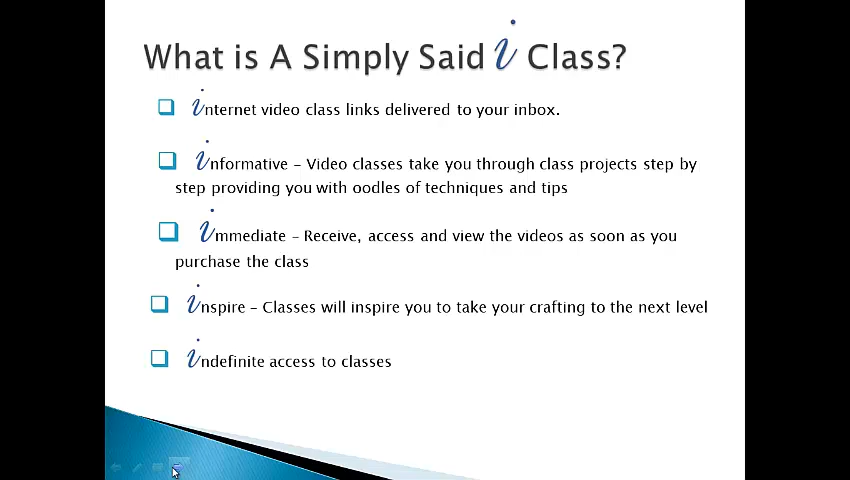 What is A Simply Said i Class?
internet video class links delivered to your inbox.
informative – Video classes take you through class projects step by
step providing you with oodles of techniques and tips
immediate – Receive, access and view the videos as soon as you
purchase the class
inspire – Classes will inspire you to take your crafting to the next level
indefinite access to classes